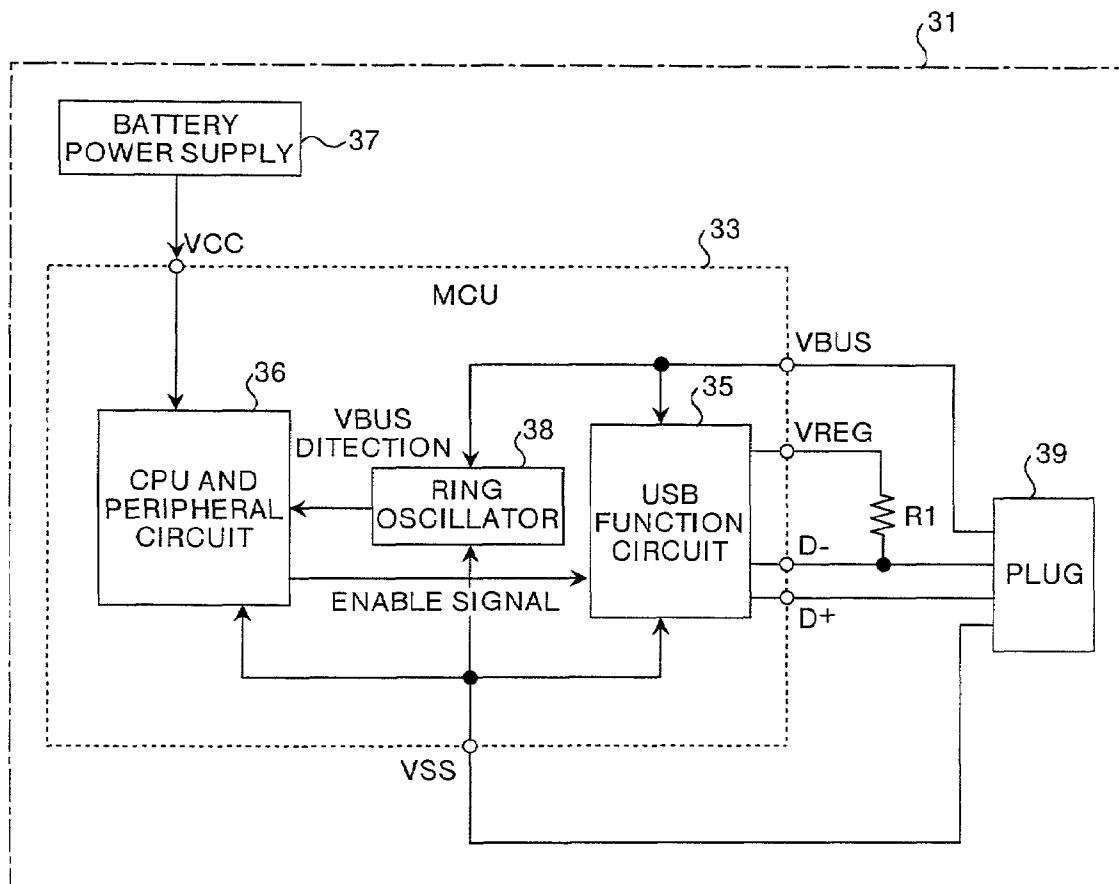 31
BATTERY
POWER SUPPLY
37
VCC
33
MCU
VBUS
36
35
VBUS
DITECTION
38
VREG
39
CPU AND
PERIPHERAL
CIRCUIT
RING
OSCILLATOR
USB
FUNCTION
CIRCUIT
R1
D-
PLUG
ENABLE SIGNAL
D+
VSS